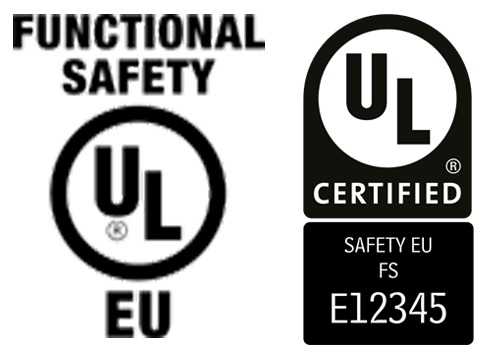 FUNCTIONAL
SAFETY
UL
®
EU
UL
®
CERTIFIED
SAFETY EU
FS
E12345